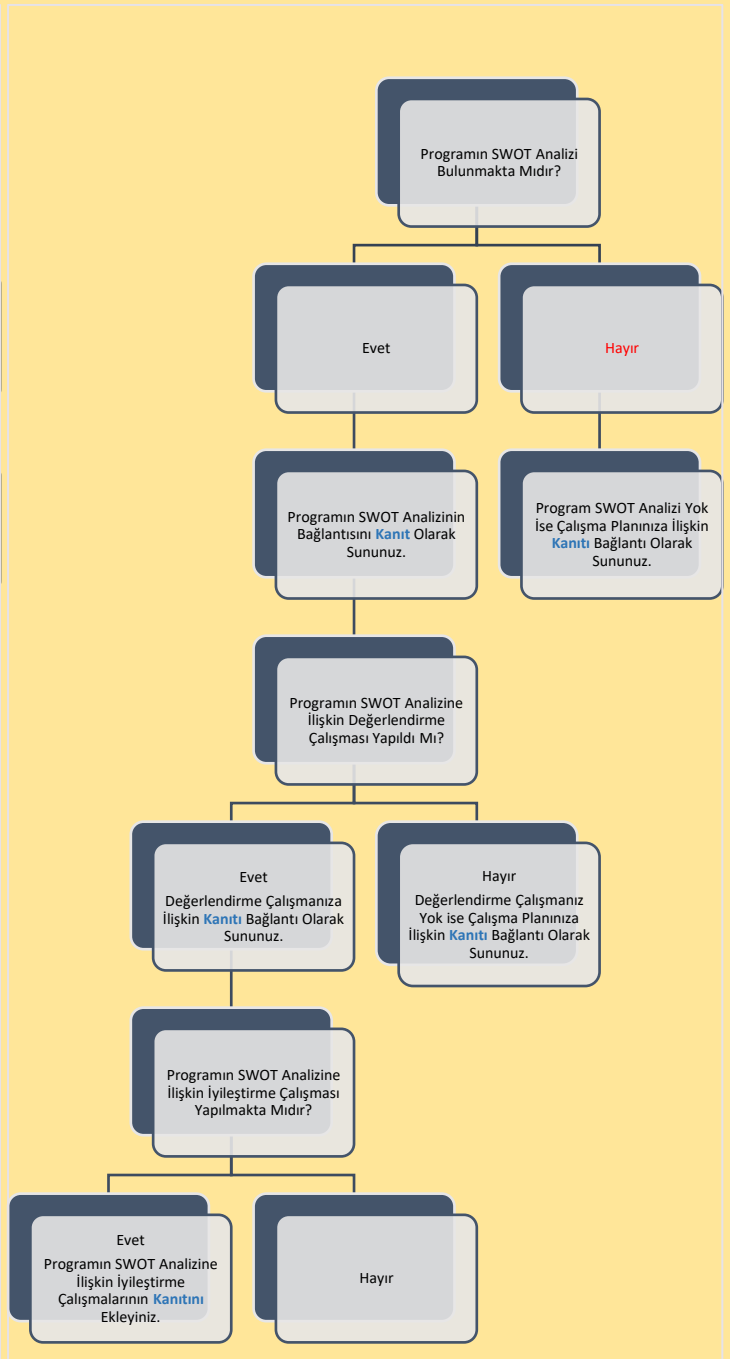 Programın SWOT Analizi
Bulunmakta Mıdır?
Evet
Hayır
Programın SWOT Analizinin
Bağlantısını Kanıt Olarak
Sununuz.
Program SWOT Analizi Yok
İse Çalışma Planınıza İlişkin
Kanıtı Bağlantı Olarak
Sununuz.
Programın SWOT Analizine
İlişkin Değerlendirme
Çalışması Yapıldı Mı?
Evet
Değerlendirme Çalışmanıza
İlişkin Kanıtı Bağlantı Olarak
Sununuz.
Hayır
Değerlendirme Çalışmanız
Yok ise Çalışma Planınıza
İlişkin Kanıtı Bağlantı Olarak
Sununuz.
Programın SWOT Analizine
İlişkin İyileştirme Çalışması
Yapılmakta Mıdır?
Evet
Programın SWOT Analizine
İlişkin İyileştirme
Çalışmalarının Kanıtını
Ekleyiniz.
Hayır